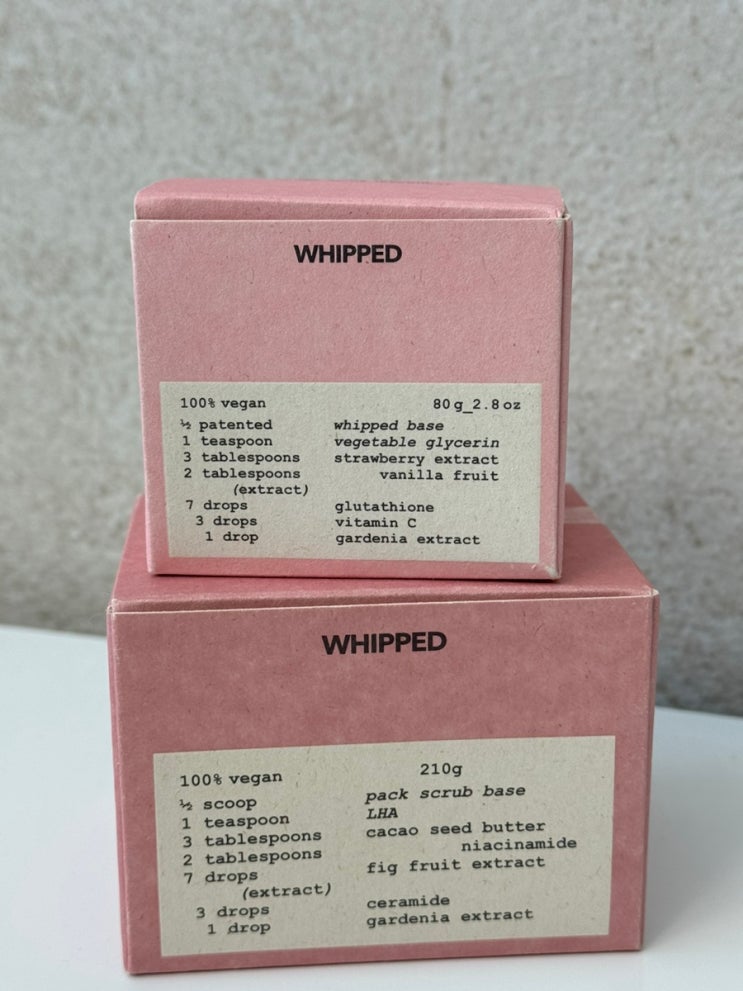 WHIPPED
100% vegan 80g_2.8oz
½ patented whipped base
1 teaspoon vegetable glycerin
3 tablespoons strawberry extract
2 tablespoons vanilla fruit
(extract)
7 drops glutathione
3 drops vitamin C
1 drop gardenia extract
WHIPPED
100% vegan 210g
½ scoop pack scrub base
1 teaspoon LHA
3 tablespoons cacao seed butter
2 tablespoons niacinamide
7 drops fig fruit extract
(extract)
3 drops ceramide
1 drop gardenia extract